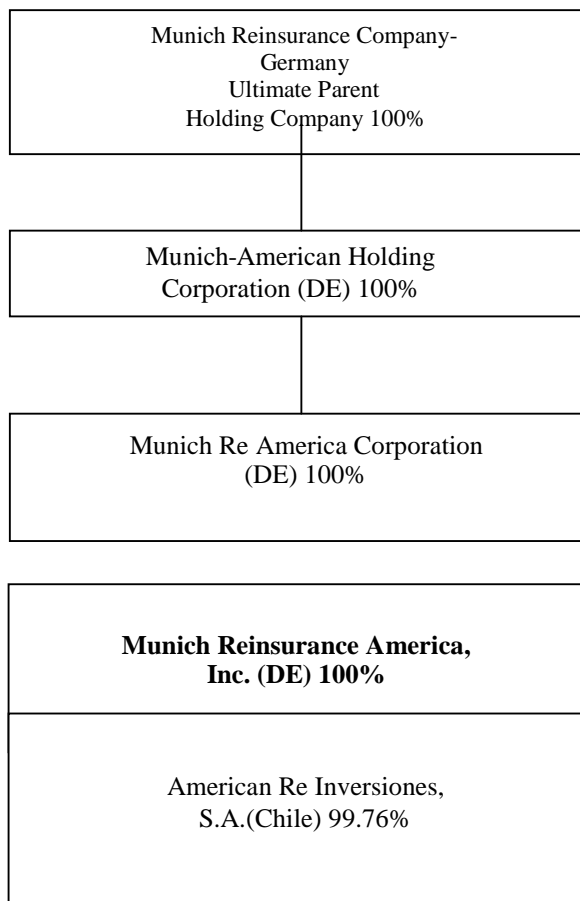 Munich Reinsurance Company-
Germany
Ultimate Parent
Holding Company 100%
Munich-American Holding
Corporation (DE) 100%
Munich Re America Corporation
(DE) 100%
Munich Reinsurance America,
Inc. (DE) 100%
American Re Inversiones,
S.A.(Chile) 99.76%